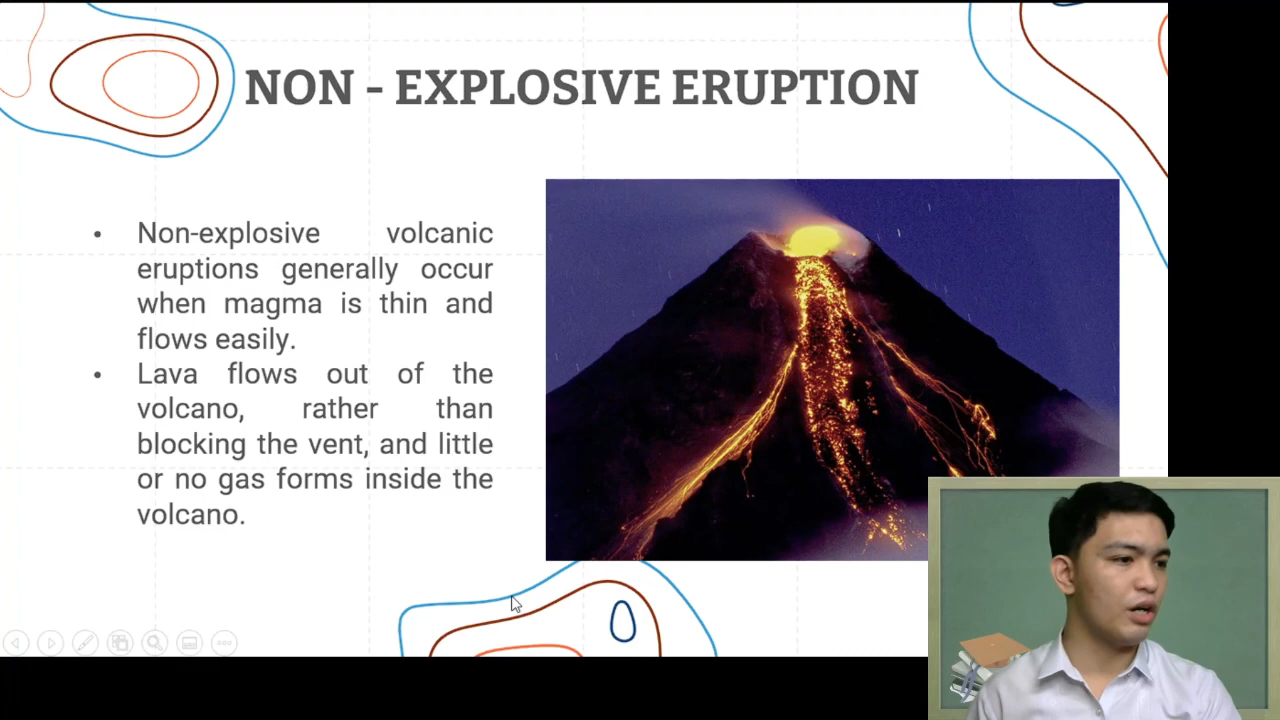 NON - EXPLOSIVE ERUPTION
• Non-explosive volcanic
eruptions generally occur
when magma is thin and
flows easily.
• Lava flows out of the
volcano, rather than
blocking the vent, and little
or no gas forms inside the
volcano.